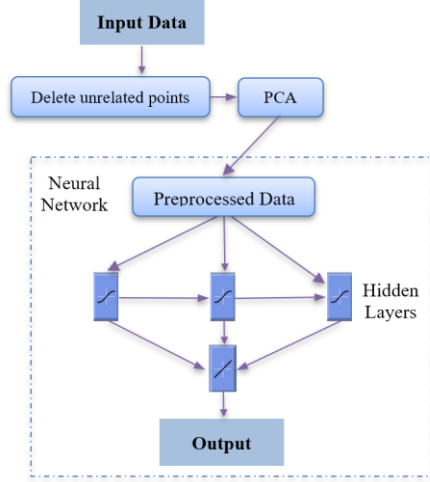 Input Data
Delete unrelated points
PCA
Neural
Network
Preprocessed Data
Hidden
Layers
Output